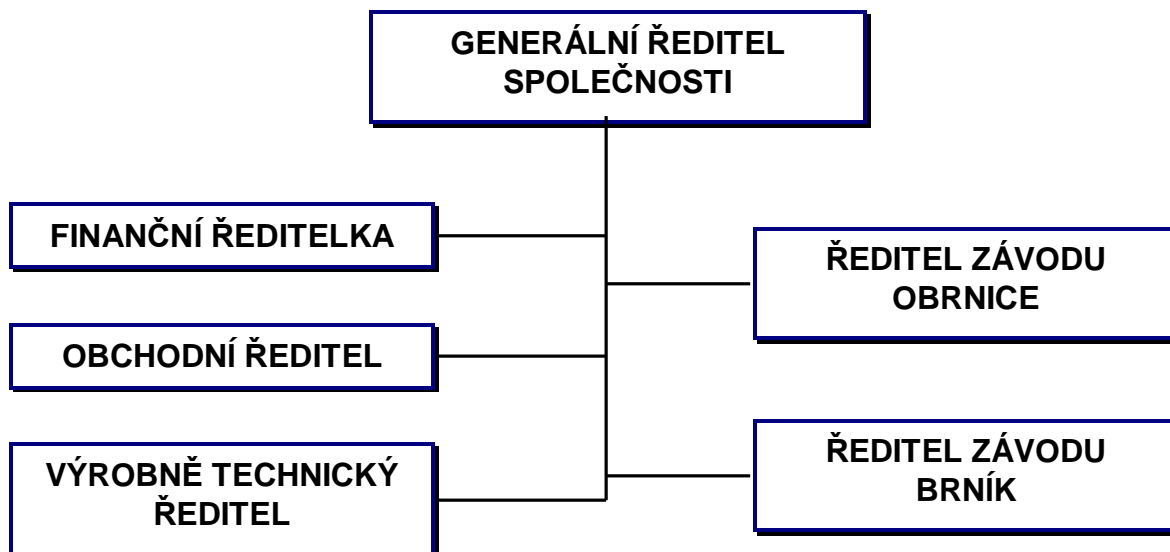 GENERÁLNÍ ŘEDITEL
SPOLEČNOSTI
FINANČNÍ ŘEDITELKA
OBCHODNÍ ŘEDITEL
VÝROBNĚ TECHNICKÝ
ŘEDITEL
ŘEDITEL ZÁVODU
OBRNICE
ŘEDITEL ZÁVODU
BRNÍK